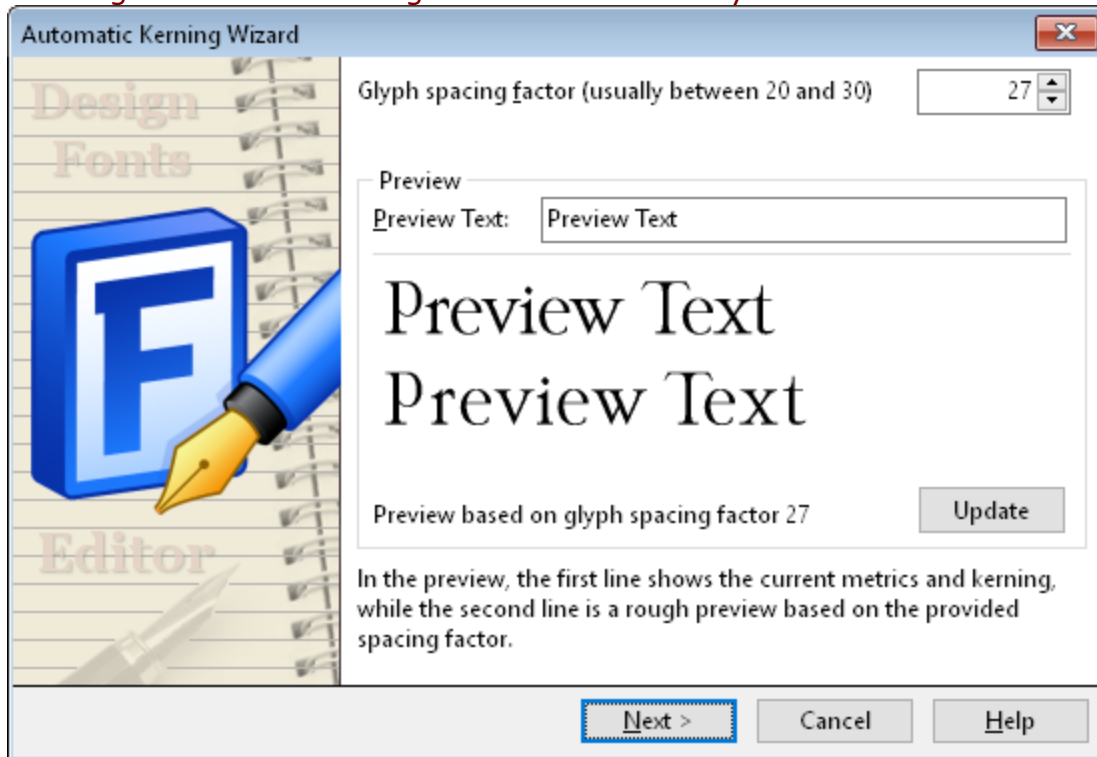 Automatic Kerning Wizard
Design
Fonts
F
Editor
Glyph spacing factor (usually between 20 and 30)
27
Preview
Preview Text:
Preview Text
Preview Text
Preview Text
Preview based on glyph spacing factor 27
Update
In the preview, the first line shows the current metrics and kerning,
while the second line is a rough preview based on the provided
spacing factor.
Next >
Cancel
Help